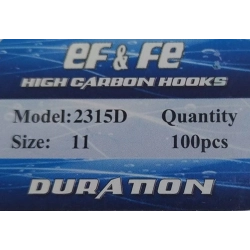 EF & FE
HIGH CARBON HOOKS
Model:2315D Quantity
Size: 11 100pcs
DURATION